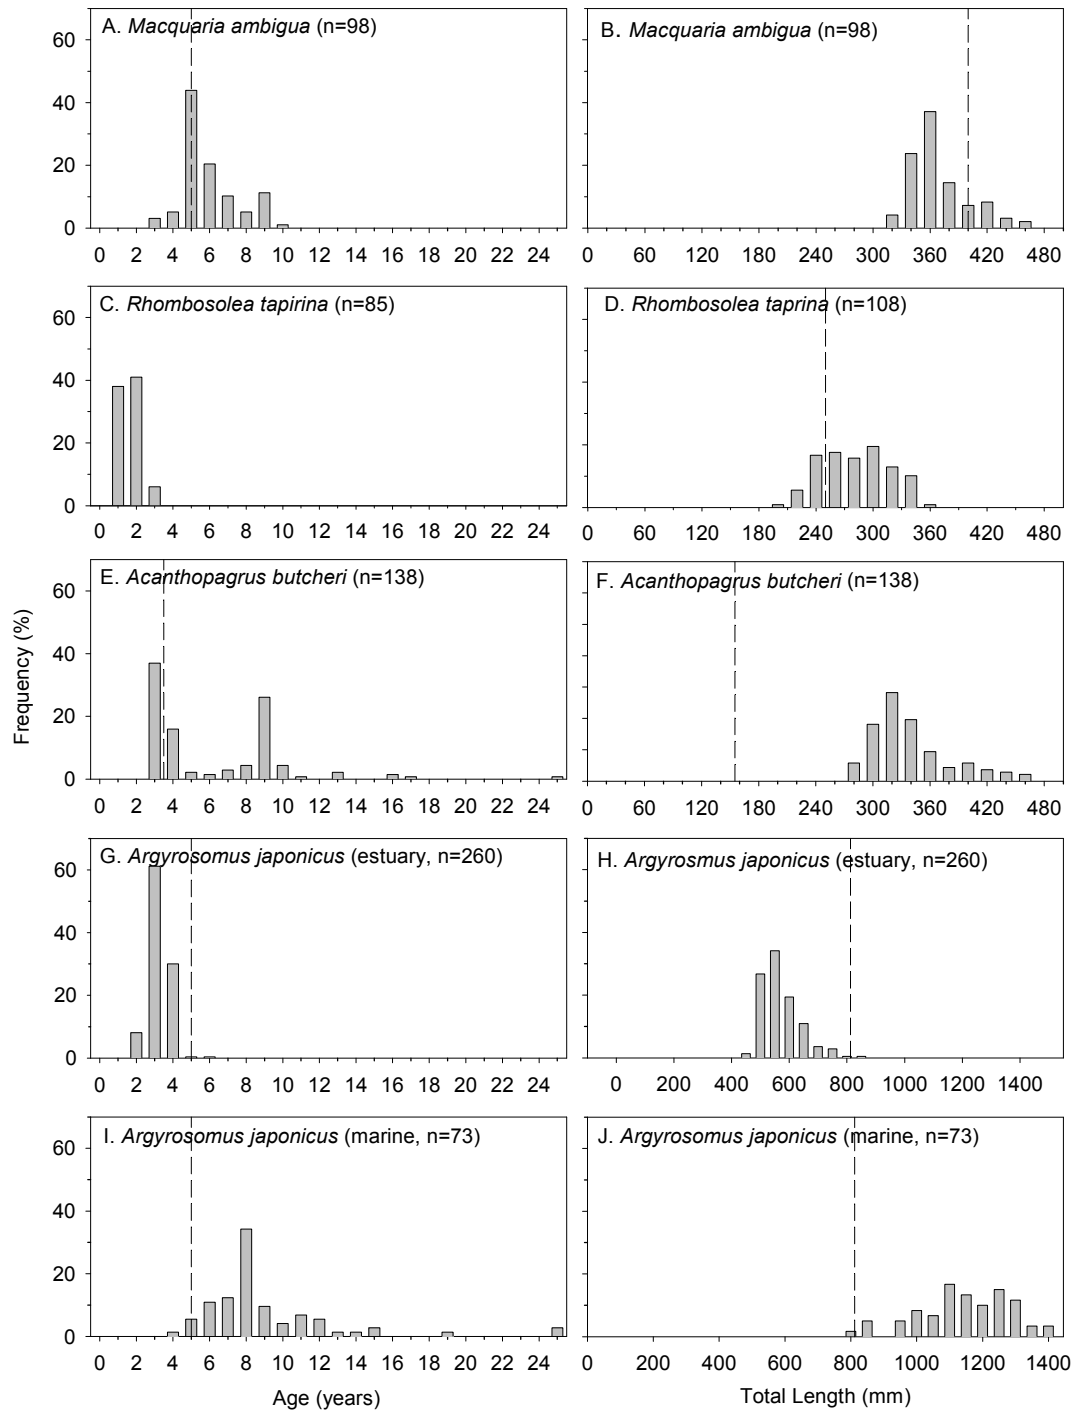 A. Macquaria ambigua (n=98)
B. Macquaria ambigua (n=98)
60
40
20
0
0 2 4 6 8 10 12 14 16 18 20 22 24
0 60 120 180 240 300 360 420 480
C. Rhombosolea tapirina (n=85)
D. Rhombosolea taprina (n=108)
60
40
20
0
0 2 4 6 8 10 12 14 16 18 20 22 24
0 60 120 180 240 300 360 420 480
E. Acanthopagrus butcheri (n=138)
F. Acanthopagrus butcheri (n=138)
60
40
20
0
0 2 4 6 8 10 12 14 16 18 20 22 24
0 60 120 180 240 300 360 420 480
Frequency (%)
G. Argyrosomus japonicus (estuary, n=260)
H. Argyrosmus japonicus (estuary, n=260)
60
40
20
0
0 2 4 6 8 10 12 14 16 18 20 22 24
0 200 400 600 800 1000 1200 1400
I. Argyrosomus japonicus (marine, n=73)
J. Argyrosomus japonicus (marine, n=73)
60
40
20
0
0 2 4 6 8 10 12 14 16 18 20 22 24
0 200 400 600 800 1000 1200 1400
Age (years)
Total Length (mm)